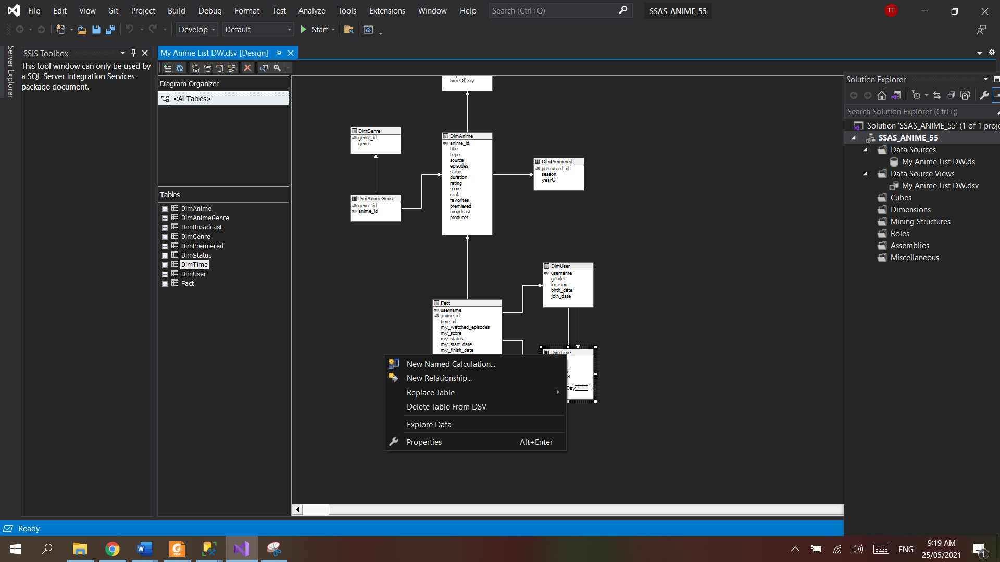 File Edit View Git Project Build Debug Format Test Analyze Tools Extensions Window Help Search (Ctrl+Q) SSAS_ANIME_55 TT
Develop Default Start
Server Explorer
SSIS Toolbox
This tool window can only be used by
a SQL Server Integration Services
package document.
My Anime List DW.dsv [Design]
Diagram Organizer
<All Tables>
Tables
DimAnime
DimAnimeGenre
DimBroadcast
DimGenre
DimPremiered
DimStatus
DimTime
DimUser
Fact
timeOfDay
DimGenre
genre_id
genre
DimAnime
anime_id
title
type
source
episodes
status
duration
rating
score
rank
favorites
premiered
broadcast
producer
DimPremiered
premiered_id
season
yearG
DimAnimeGenre
genre_id
anime_id
DimUser
username
gender
location
birth_date
join_date
Fact
username
anime_id
time_id
my_watched_episodes
my_score
my_status
my_start_date
my_finish_date
DimTime
G
Day
New Named Calculation...
New Relationship...
Replace Table
Delete Table From DSV
Explore Data
Properties Alt+Enter
Solution Explorer
Search Solution Explorer (Ctrl+;)
Solution 'SSAS_ANIME_55' (1 of 1 proje
SSAS_ANIME_55
Data Sources
My Anime List DW.ds
Data Source Views
My Anime List DW.dsv
Cubes
Dimensions
Mining Structures
Roles
Assemblies
Miscellaneous
Ready
ENG
9:19 AM
25/05/2021
1